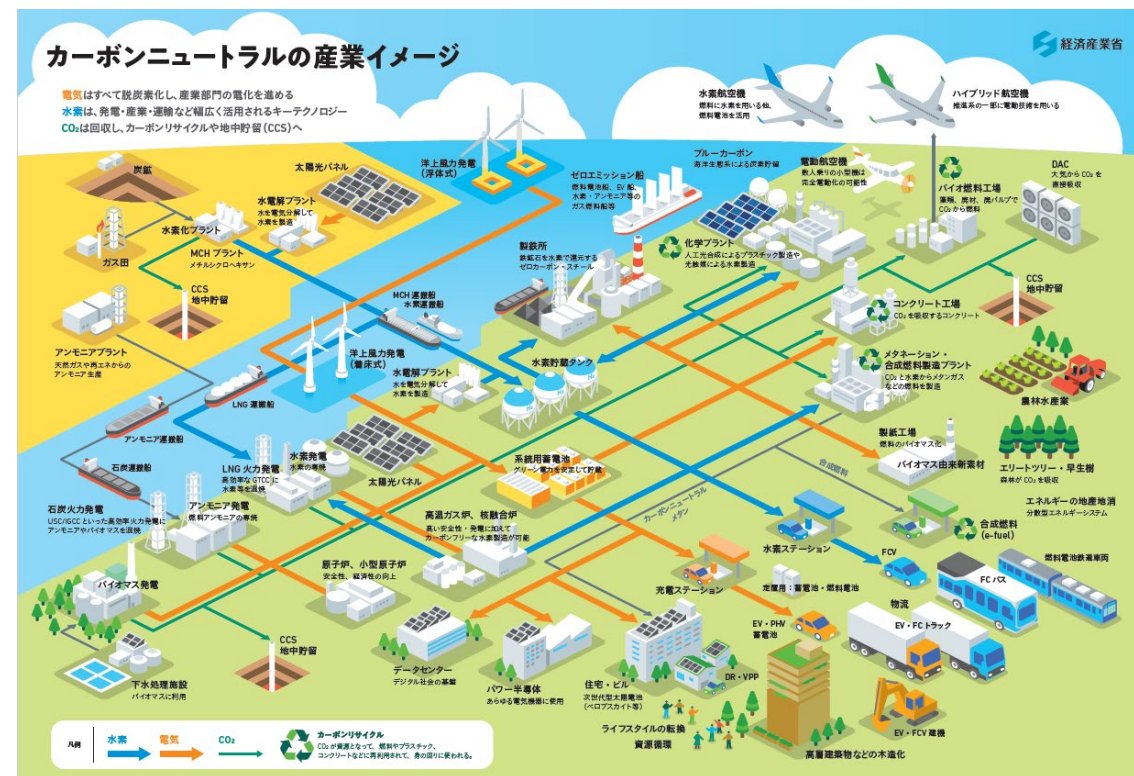 カーボンニュートラルの産業イメージ
経済産業省
電気はすべて脱炭素化し、産業部門の電化を進める
水素は、発電・産業・運輸など幅広く活用されるキーテクノロジー
CO₂は回収し、カーボンリサイクルや地中貯留(CCS)へ
水素航空機
燃料に水素を用いる他、
燃料電池を活用
ハイブリッド航空機
推進系の一部に電動技術を用いる
炭鉱
太陽光パネル
洋上風力発電
(浮体式)
ゼロエミッション船
燃料電池船、EV船、
水素・アンモニア等の
ガス燃料船等
ブルーカーボン
海洋生態系による炭素貯留
電動航空機
数人乗りの小型機は
完全電動化の可能性
バイオ燃料工場
藻類、廃材、廃パルプで
CO₂から燃料
DAC
大気からCO₂を
直接吸収
水電解プラント
水を電気分解して
水素を製造
水素化プラント
ガス田
MCHプラント
メチルシクロヘキサン
CCS
地中貯留
製鉄所
鉄鉱石を水素で還元する
ゼロカーボン・スチール
化学プラント
人工光合成によるプラスチック製造や
光触媒による水素製造
CCS
地中貯留
MCH運搬船
水素運搬船
コンクリート工場
CO₂を吸収するコンクリート
アンモニアプラント
天然ガスや再エネからの
アンモニア生産
洋上風力発電
(着床式)
水電解プラント
水を電気分解して
水素を製造
水素貯蔵タンク
メタネーション・
合成燃料製造プラント
CO₂と水素からメタンガス
などの燃料を製造
農林水産業
LNG運搬船
アンモニア運搬船
石炭運搬船
LNG火力発電
高効率なGTCCに
水素等を混焼
水素発電
水素の専焼
太陽光パネル
系統用蓄電池
グリーン電力を安定して貯蔵
製紙工場
燃料のバイオマス化
バイオマス由来新素材
エリートツリー・早生樹
森林がCO₂を吸収
合成燃料
カーボンニュートラル
メタン
石炭火力発電
USC/IGCCといった高効率火力発電に
アンモニアやバイオマスを混焼
アンモニア発電
燃料アンモニアの専焼
高温ガス炉、核融合炉
高い安全性・発電に加えて
カーボンフリーな水素製造が可能
水素ステーション
合成燃料
(e-fuel)
エネルギーの地産地消
分散型エネルギーシステム
バイオマス発電
原子炉、小型原子炉
安全性、経済性の向上
充電ステーション
定置用:蓄電池・燃料電池
FCV
FCバス
燃料電池鉄道車両
EV・PHV
蓄電池
物流
EV・FCトラック
下水処理施設
バイオマスに利用
CCS
地中貯留
データセンター
デジタル社会の基盤
パワー半導体
あらゆる電気機器に使用
住宅・ビル
次世代型太陽電池
(ペロブスカイト等)
DR・VPP
ライフスタイルの転換
資源循環
高層建築物などの木造化
EV・FCV建機
凡例
水素
電気
CO₂
カーボンリサイクル
CO₂が資源となって、燃料やプラスチック、
コンクリートなどに再利用されて、身の回りに使われる。